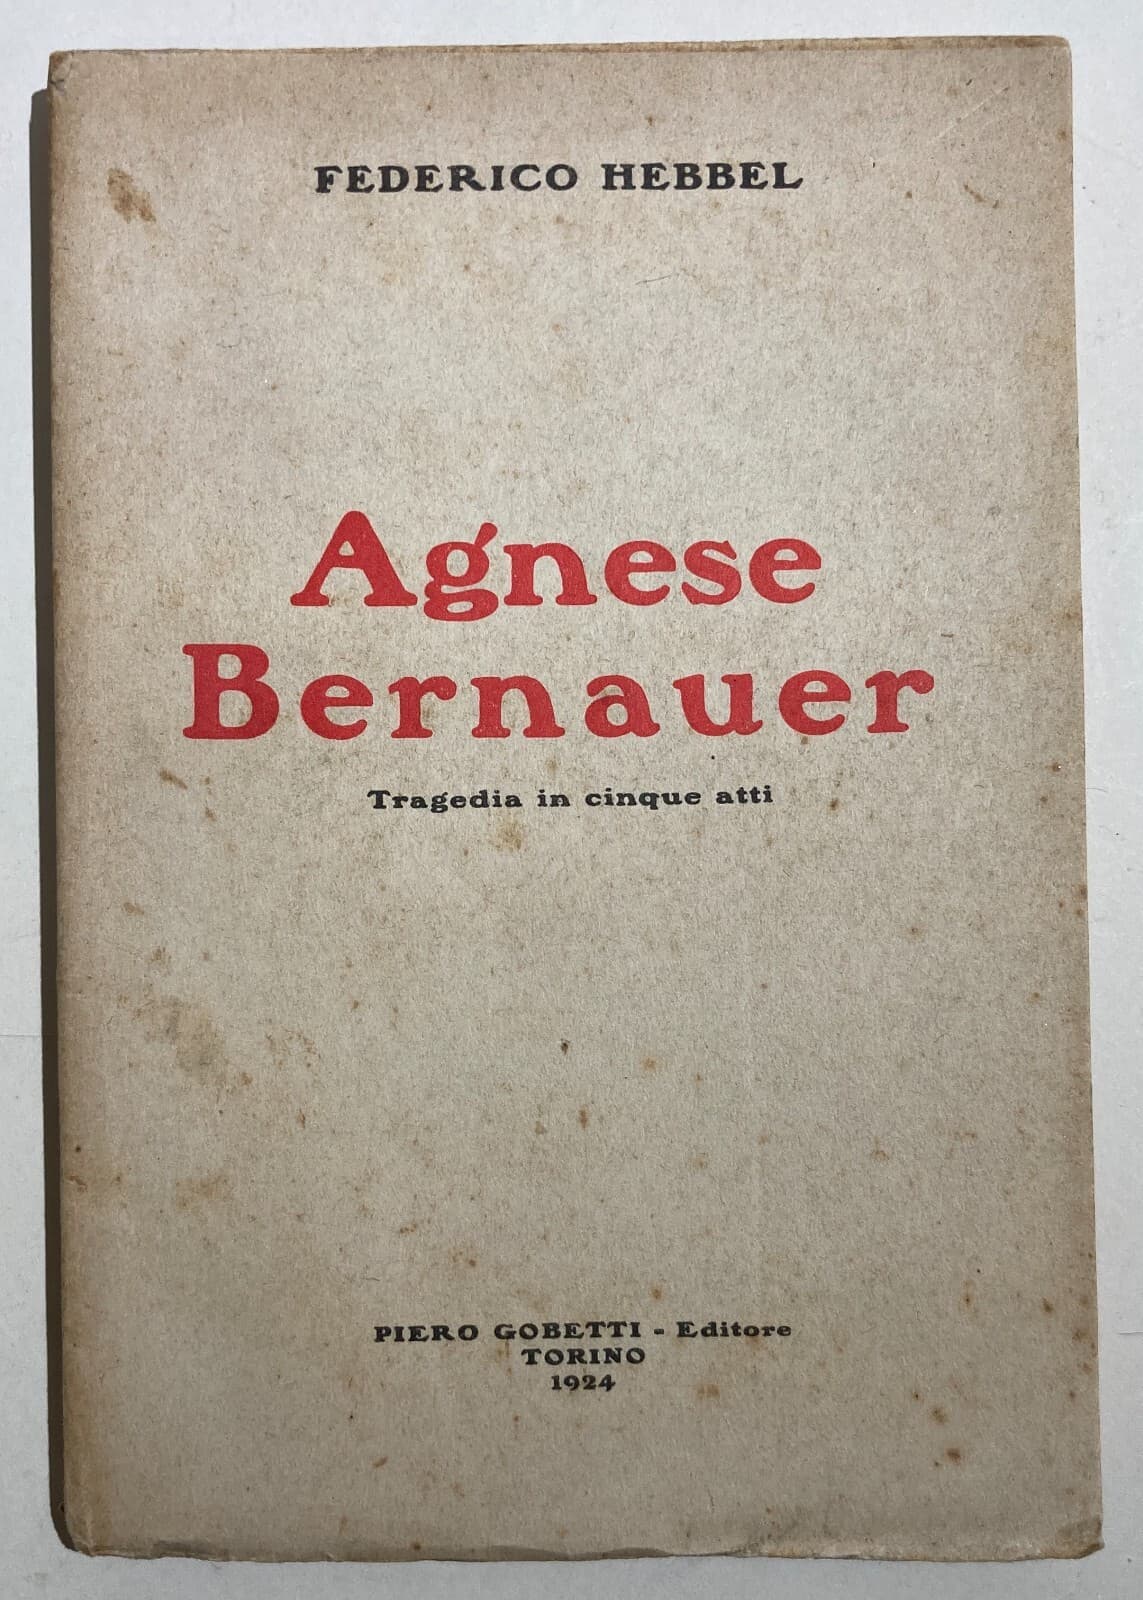 FEDERICO HEBBEL
Agnese
Bernauer
Tragedia in cinque atti
PIERO GOBETTI - Editore
TORINO
1924